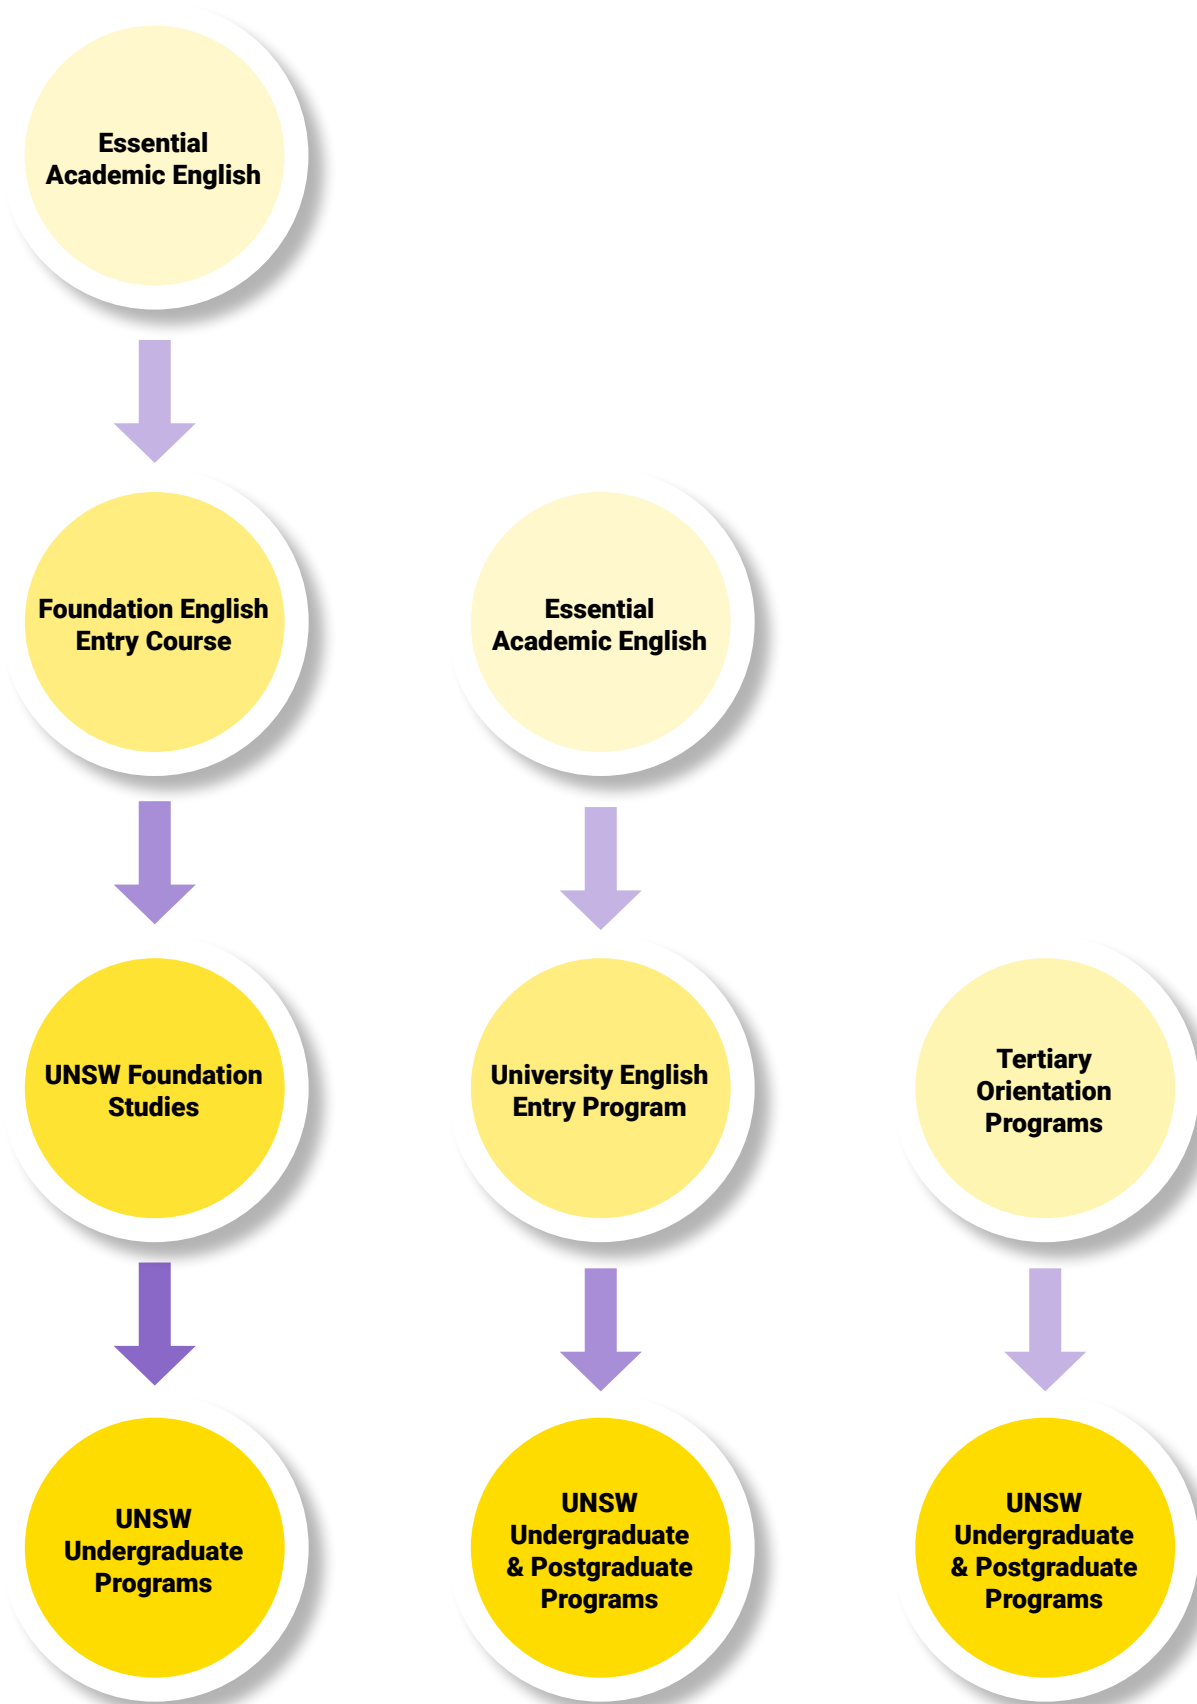 Essential
Academic English
Foundation English
Entry Course
Essential
Academic English
UNSW Foundation
Studies
University English
Entry Program
Tertiary
Orientation
Programs
UNSW
Undergraduate
Programs
UNSW
Undergraduate
& Postgraduate
Programs
UNSW
Undergraduate
& Postgraduate
Programs